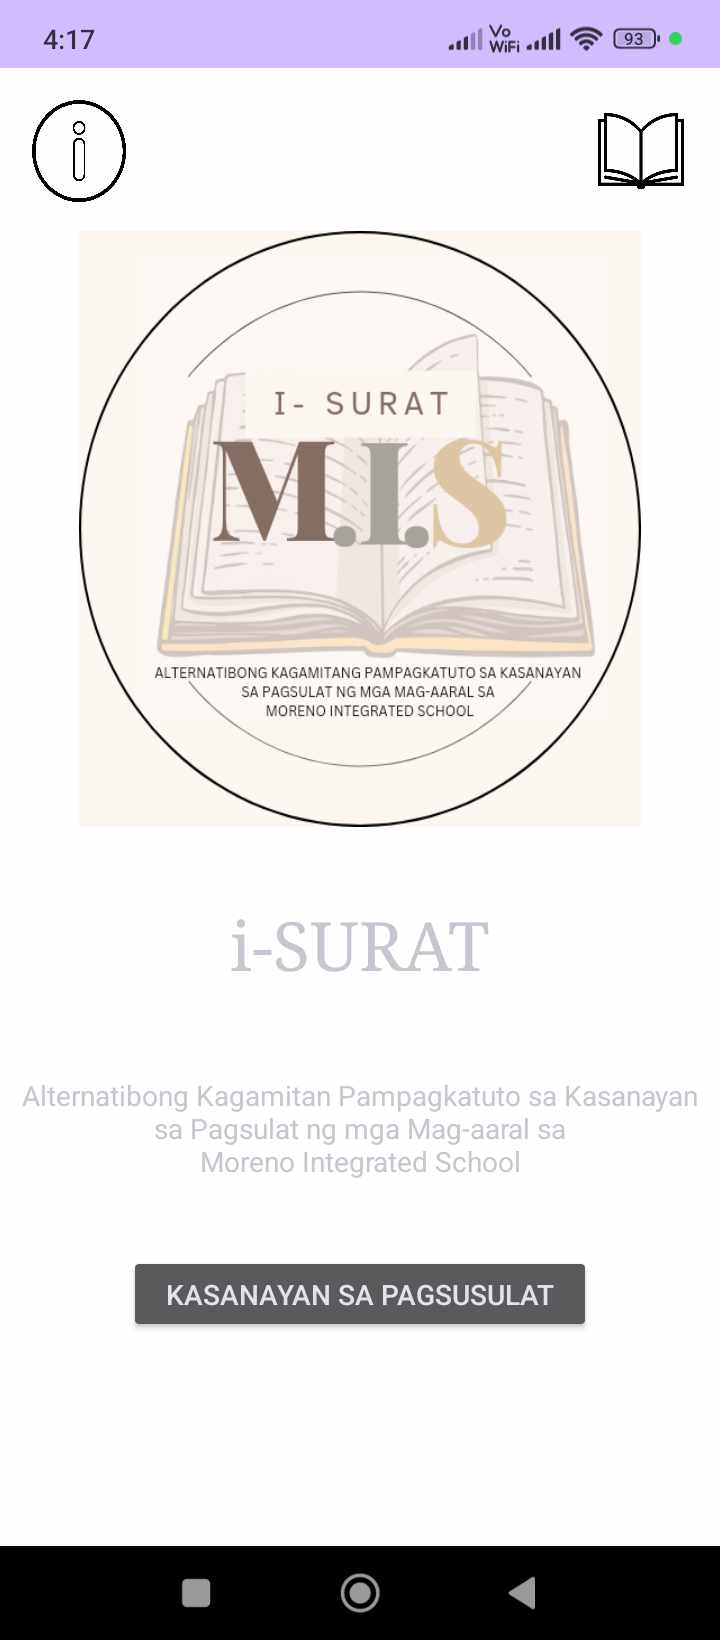 4:17
Vo
WiFi
93
I- SURAT
M.I.S
ALTERNATIBONG KAGAMITANG PAMPAGKATUTO SA KASANAYAN
SA PAGSULAT NG MGA MAG-AARAL SA
MORENO INTEGRATED SCHOOL
i-SURAT
Alternatibong Kagamitan Pampagkatuto sa Kasanayan
sa Pagsulat ng mga Mag-aaral sa
Moreno Integrated School
KASANAYAN SA PAGSUSULAT